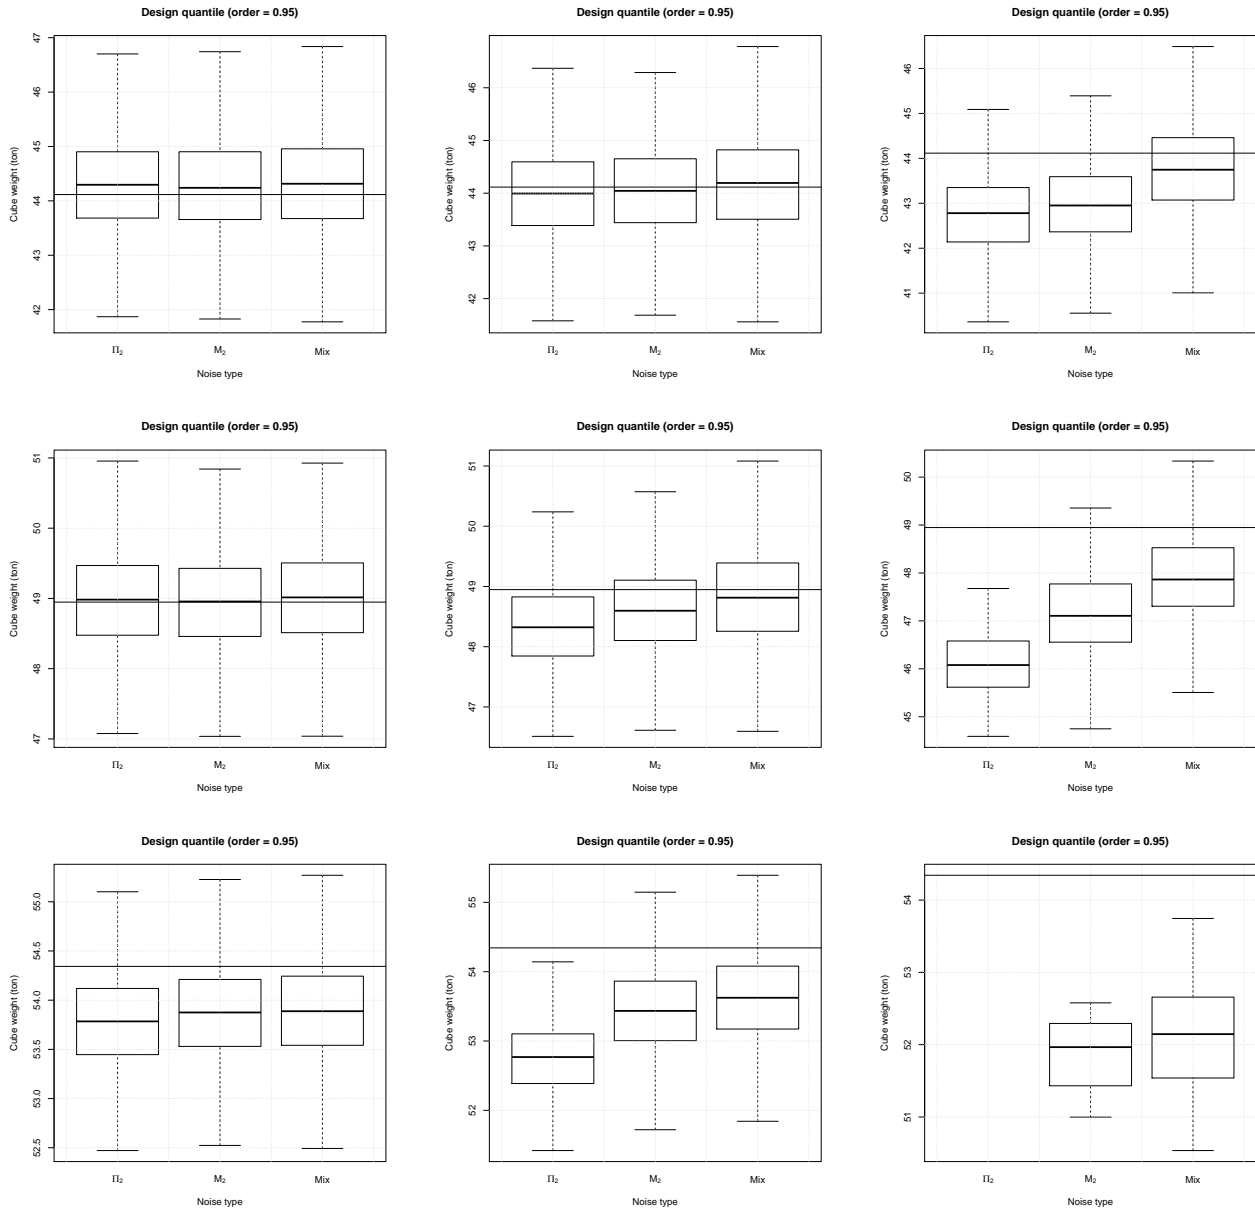 Design quantile (order = 0.95)
Cube weight (ton)
47
46
45
44
43
42
Π₂
M₂
Mix
Noise type
Design quantile (order = 0.95)
Cube weight (ton)
46
45
44
43
42
Π₂
M₂
Mix
Noise type
Design quantile (order = 0.95)
Cube weight (ton)
46
45
44
43
42
41
Π₂
M₂
Mix
Noise type
Design quantile (order = 0.95)
Cube weight (ton)
51
50
49
48
47
Π₂
M₂
Mix
Noise type
Design quantile (order = 0.95)
Cube weight (ton)
51
50
49
48
47
Π₂
M₂
Mix
Noise type
Design quantile (order = 0.95)
Cube weight (ton)
50
49
48
47
46
45
Π₂
M₂
Mix
Noise type
Design quantile (order = 0.95)
Cube weight (ton)
55.0
54.5
54.0
53.5
53.0
52.5
Π₂
M₂
Mix
Noise type
Design quantile (order = 0.95)
Cube weight (ton)
55
54
53
52
Π₂
M₂
Mix
Noise type
Design quantile (order = 0.95)
Cube weight (ton)
54
53
52
51
Π₂
M₂
Mix
Noise type